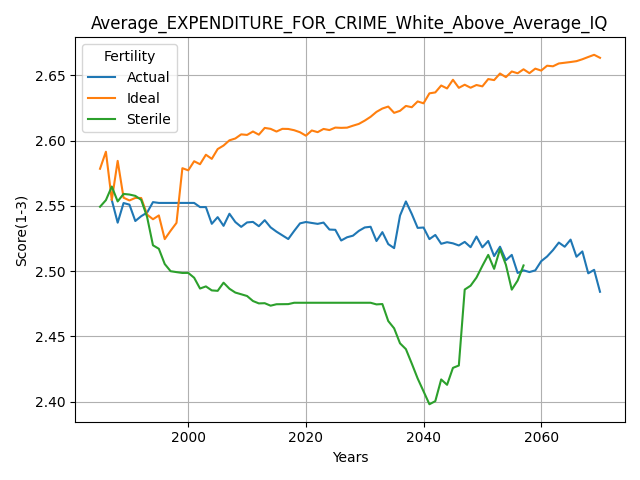 Average_EXPENDITURE_FOR_CRIME_White_Above_Average_IQ
Fertility
Actual
Ideal
Sterile
Score(1-3)
2.65
2.60
2.55
2.50
2.45
2.40
2000
2020
2040
2060
Years